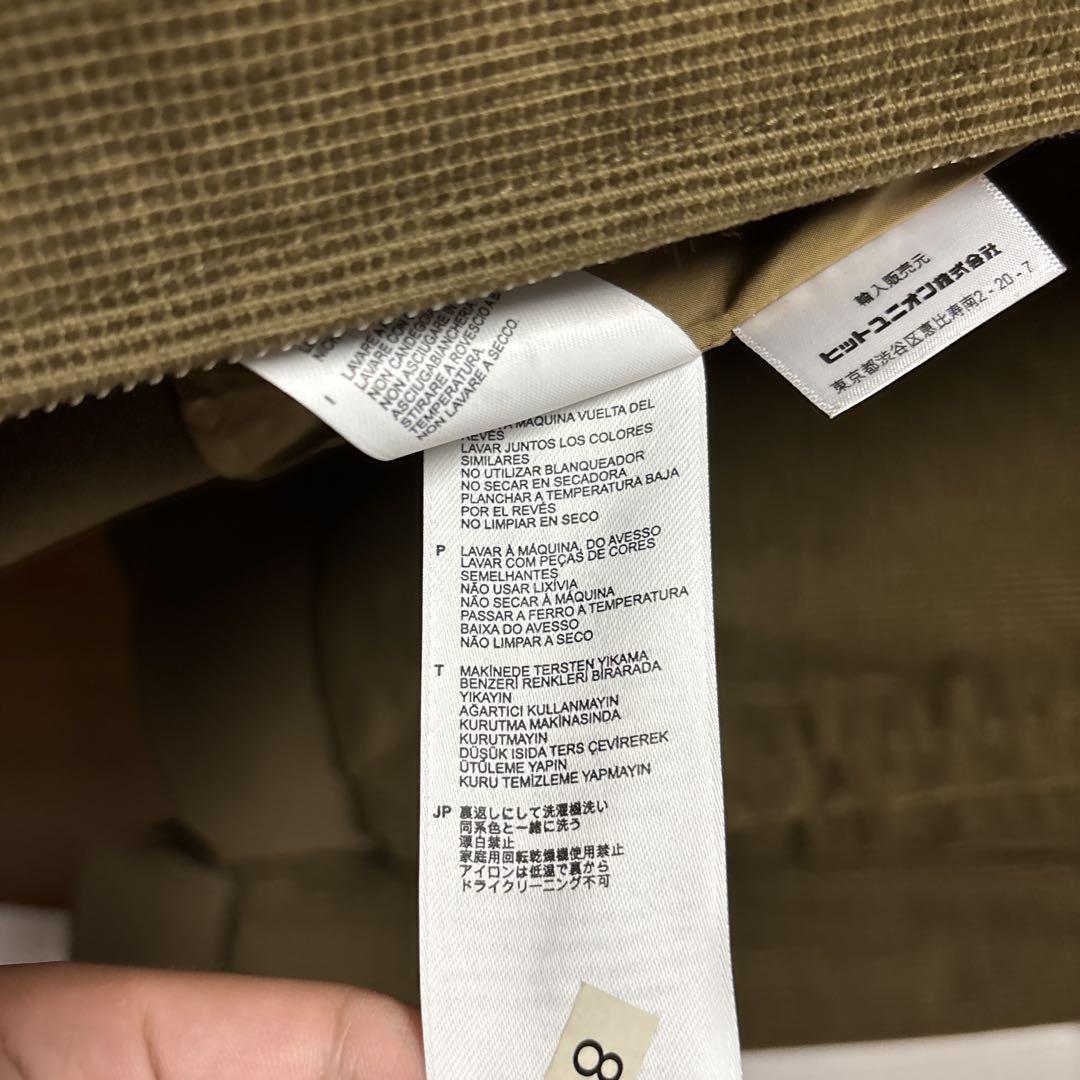 LAVARE A
LAVARE CON
NON CANDEGG
NON ASCIUGARE IN
ASCIUGABIANCHERIA
STIRARE A ROVESCIO A B
TEMPERATURA.
NON LAVARE A SECCO.
MAQUINA VUELTA DEL
REVÉS
LAVAR JUNTOS LOS COLORES
SIMILARES
NO UTILIZAR BLANQUEADOR
NO SECAR EN SECADORA
PLANCHAR A TEMPERATURA BAJA
POR EL REVÉS
NO LIMPIAR EN SECO
P LAVAR À MÁQUINA, DO AVESSO
LAVAR COM PEÇAS DE CORES
SEMELHANTES
NÃO USAR LIXÍVIA
NÃO SECAR À MÁQUINA
PASSAR A FERRO A TEMPERATURA
BAIXA DO AVESSO
NÃO LIMPAR A SECO
T MAKİNEDE TERSTEN YIKAMA
BENZERİ RENKLERİ BİRARADA
YIKAYIN
AĞARTICI KULLANMAYIN
KURUTMA MAKİNASINDA
KURUTMAYIN
DÜŞÜK ISIDA TERS ÇEVİREREK
ÜTÜLEME YAPIN
KURU TEMİZLEME YAPMAYIN
JP 裏返しにして洗濯機洗い
同系色と一緒に洗う
漂白禁止
家庭用回転乾燥機使用禁止
アイロンは低温で裏から
ドライクリーニング不可
8
輸入販売元
ヒットユニオン株式会社
東京都渋谷区恵比寿南2-20-7